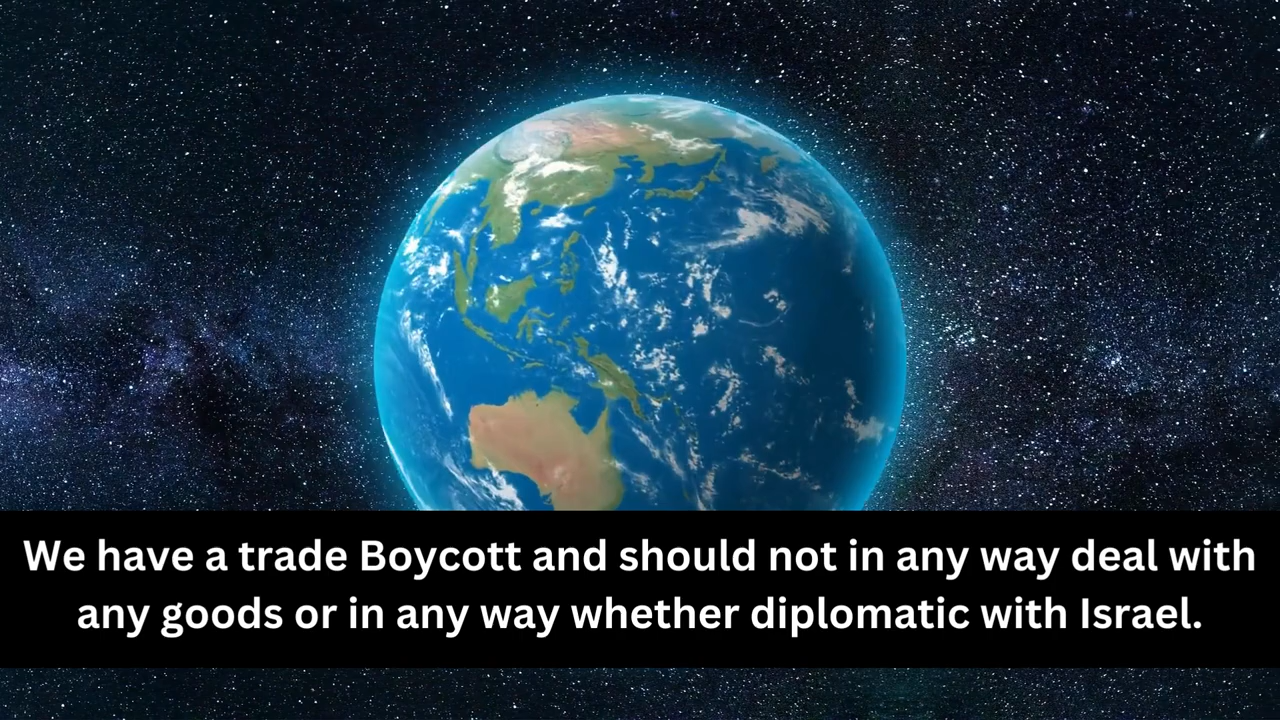 We have a trade Boycott and should not in any way deal with
any goods or in any way whether diplomatic with Israel.